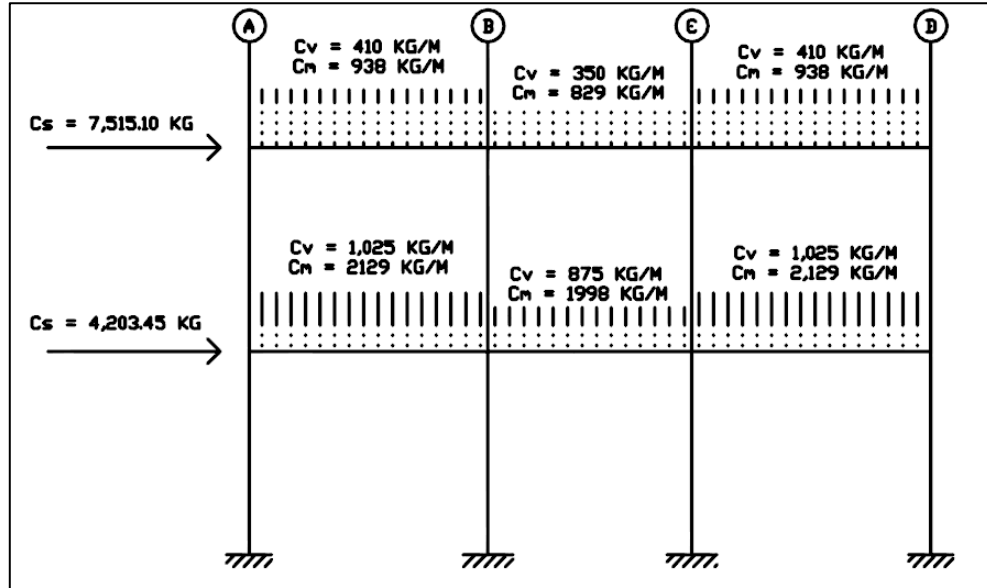 A
B
C
D
Cv = 410 KG/M
Cm = 938 KG/M
Cv = 350 KG/M
Cm = 829 KG/M
Cv = 410 KG/M
Cm = 938 KG/M
Cs = 7,515.10 KG
Cv = 1,025 KG/M
Cm = 2129 KG/M
Cv = 875 KG/M
Cm = 1998 KG/M
Cv = 1,025 KG/M
Cm = 2,129 KG/M
Cs = 4,203.45 KG